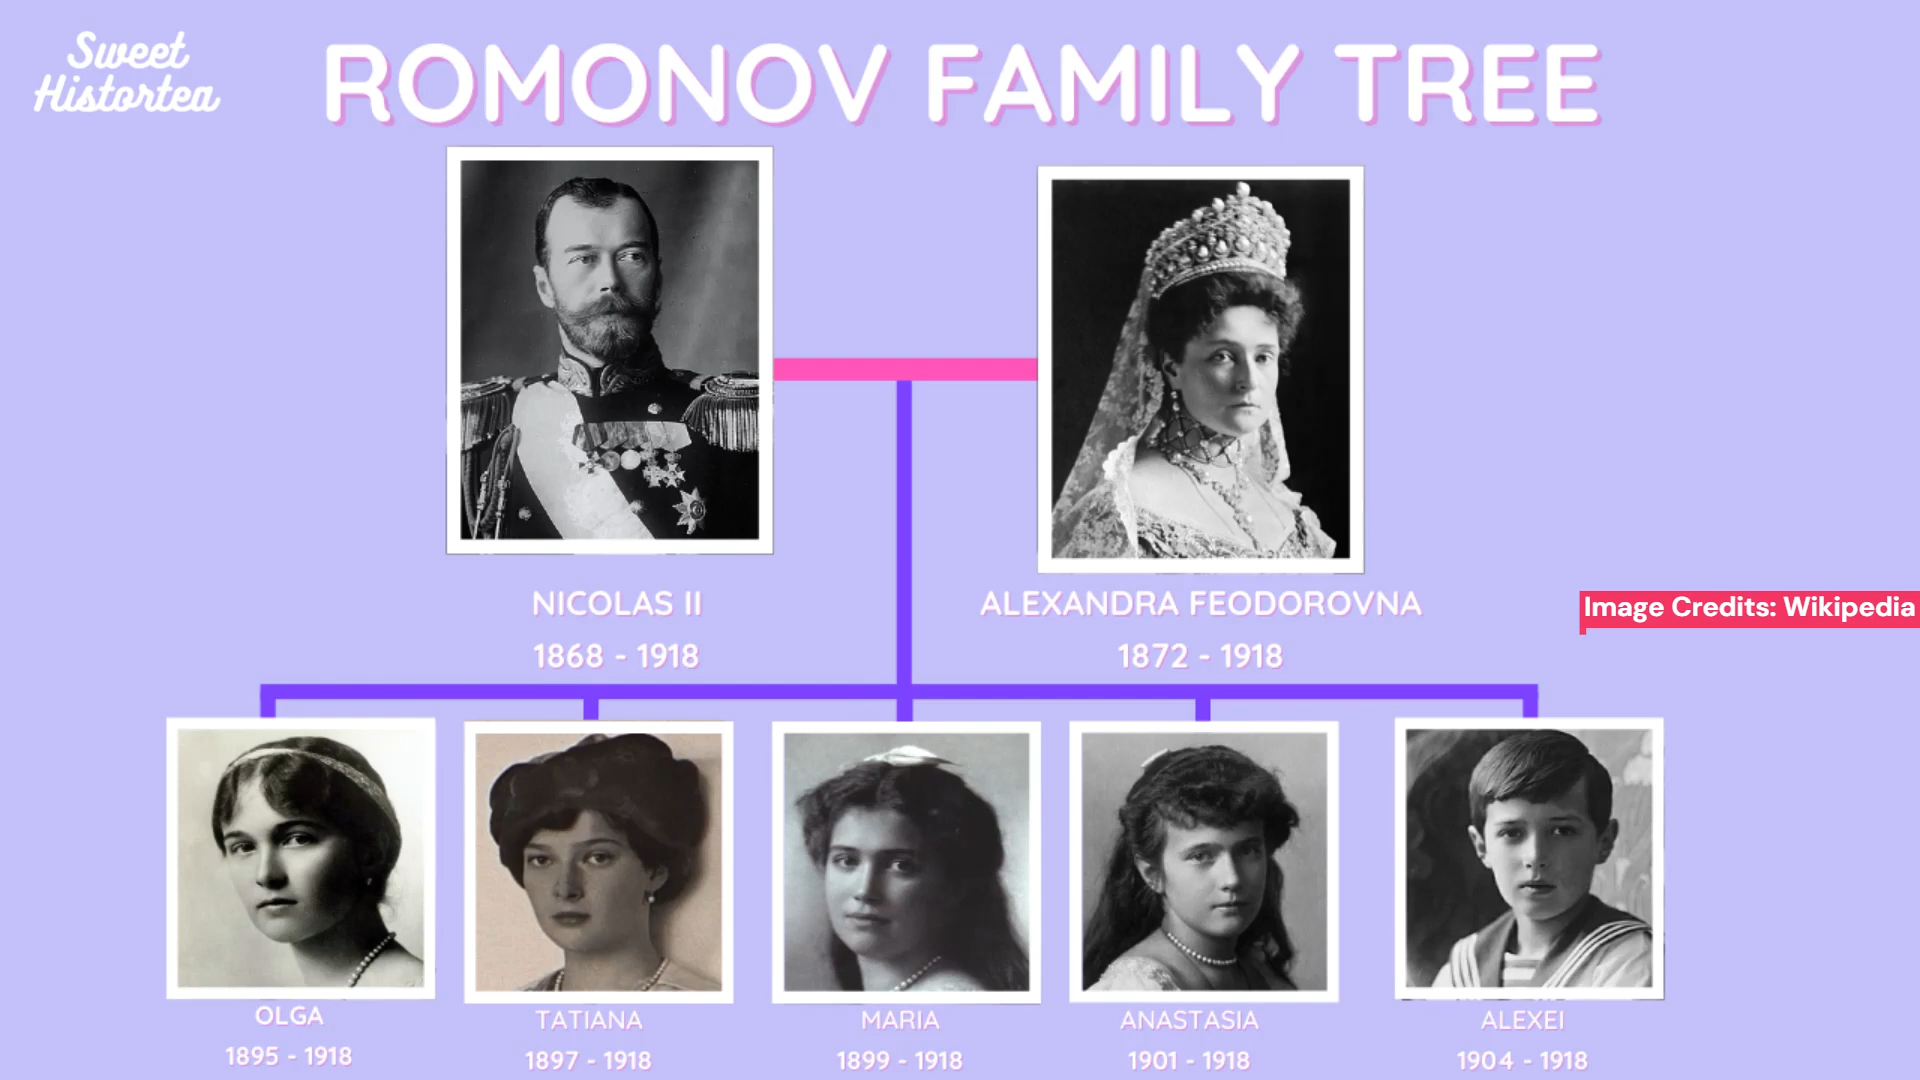 Sweet
Histortea
ROMONOV FAMILY TREE
NICOLAS II
1868 - 1918
ALEXANDRA FEODOROVNA
1872 - 1918
Image Credits: Wikipedia
OLGA
1895 - 1918
TATIANA
1897 - 1918
MARIA
1899 - 1918
ANASTASIA
1901 - 1918
ALEXEI
1904 - 1918